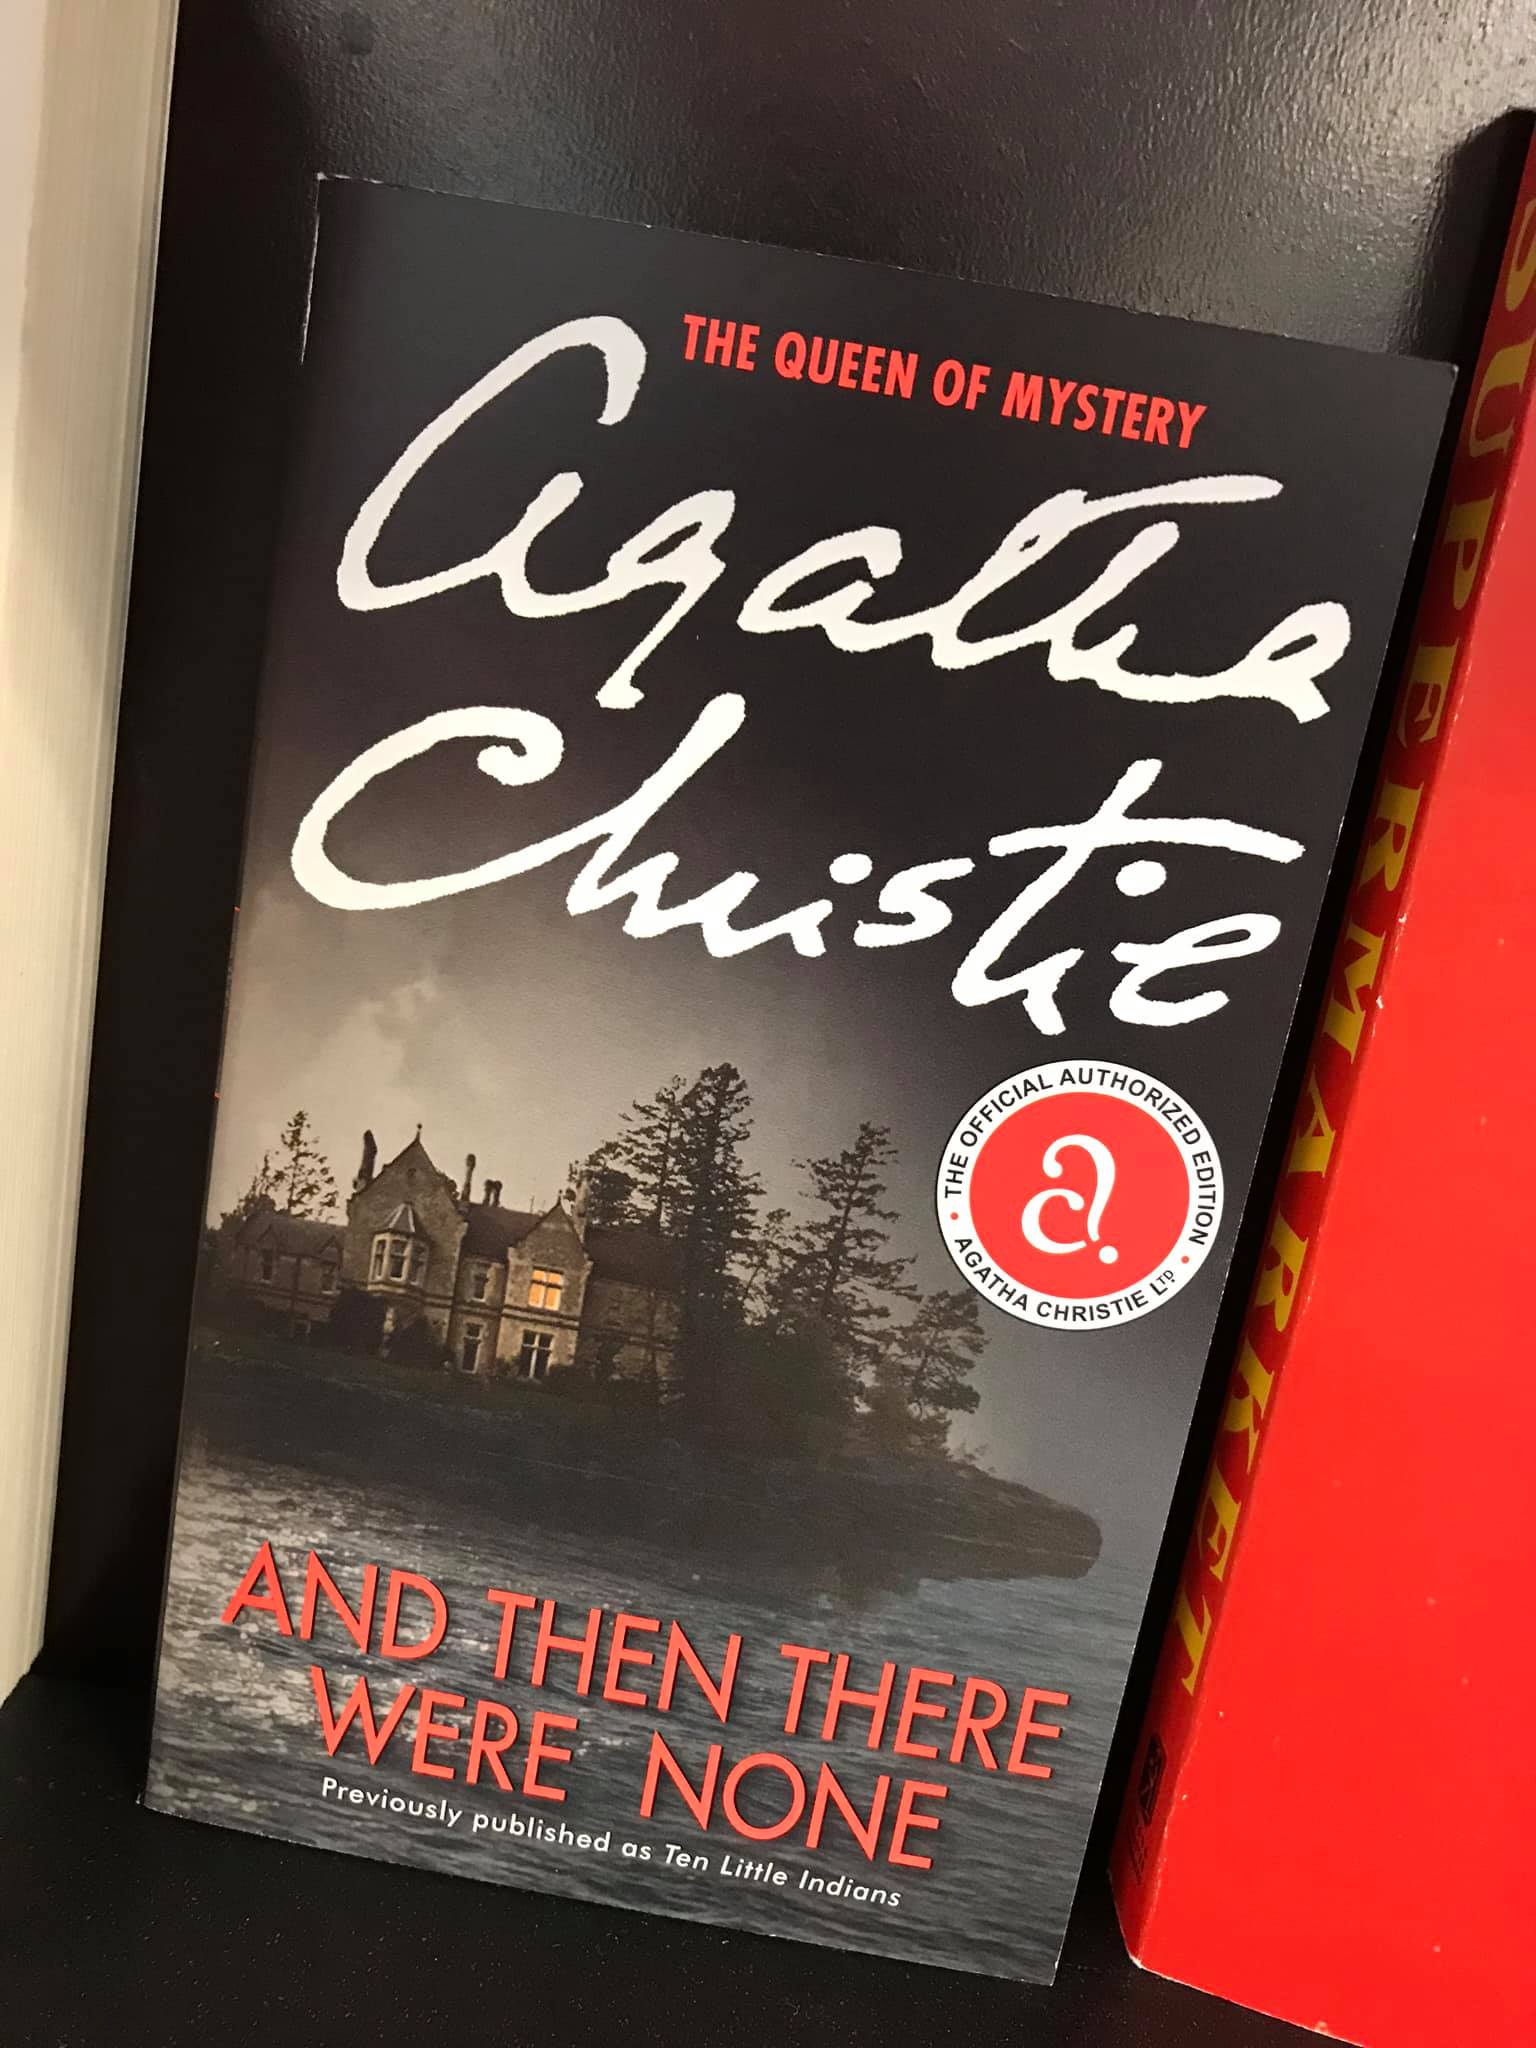 THE QUEEN OF MYSTERY
Agatha
Christie
THE OFFICIAL AUTHORIZED EDITION
a
AGATHA CHRISTIE LTD
AND THEN THERE
WERE NONE
Previously published as Ten Little Indians
SUPERMARKET